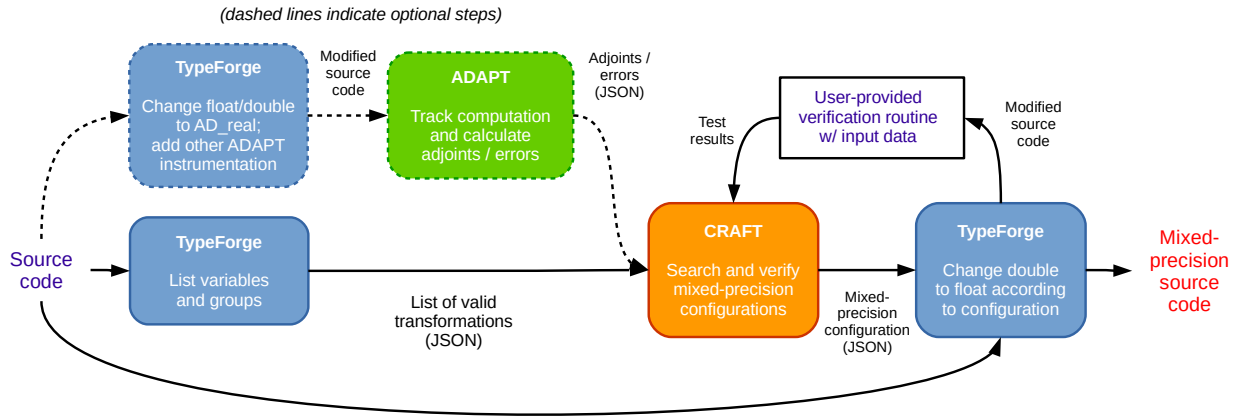 (dashed lines indicate optional steps)
TypeForge
Change float/double
to AD_real;
add other ADAPT
instrumentation
Modified
source
code
ADAPT
Track computation
and calculate
adjoints / errors
Adjoints /
errors
(JSON)
User-provided
verification routine
w/ input data
Test
results
Modified
source
code
Source
code
TypeForge
List variables
and groups
List of valid
transformations
(JSON)
CRAFT
Search and verify
mixed-precision
configurations
Mixed-
precision
configuration
(JSON)
TypeForge
Change double
to float according
to configuration
Mixed-
precision
source
code